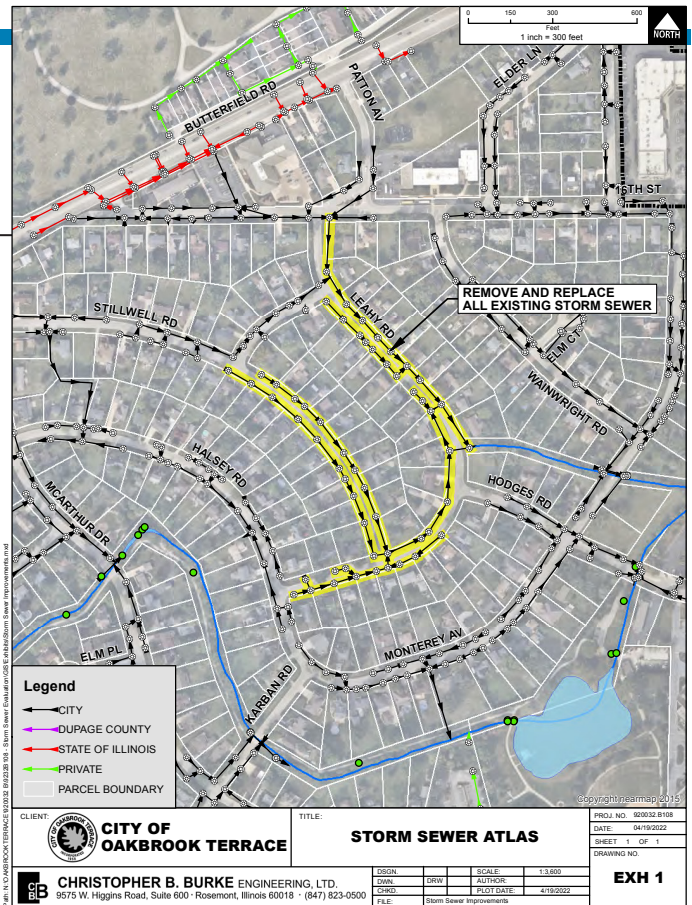 0 150 300 600
Feet
1 inch = 300 feet
NORTH
ELDER LN
PATTON AV
BUTTERFIELD RD
16TH ST
REMOVE AND REPLACE
ALL EXISTING STORM SEWER
LEAHY RD
STILLWELL RD
ELM CT
WAINWRIGHT RD
HALSEY RD
HODGES RD
MCARTHUR DR
ELM PL
MONTEREY AV
KARBAN RD
Legend
CITY
DUPAGE COUNTY
STATE OF ILLINOIS
PRIVATE
PARCEL BOUNDARY
Copyright nearmap 2015
CLIENT:
CITY OF OAKBROOK TERRACE
CITY OF
OAKBROOK TERRACE
TITLE:
STORM SEWER ATLAS
PROJ. NO. 920032.B108
DATE: 04/19/2022
SHEET 1 OF 1
DRAWING NO.
EXH 1
CBB
CHRISTOPHER B. BURKE ENGINEERING, LTD.
9575 W. Higgins Road, Suite 600 · Rosemont, Illinois 60018 · (847) 823-0500
DSGN. SCALE: 1:3,600
DWN. DRW AUTHOR:
CHKD. PLOT DATE: 4/19/2022
FILE: Storm Sewer Improvements